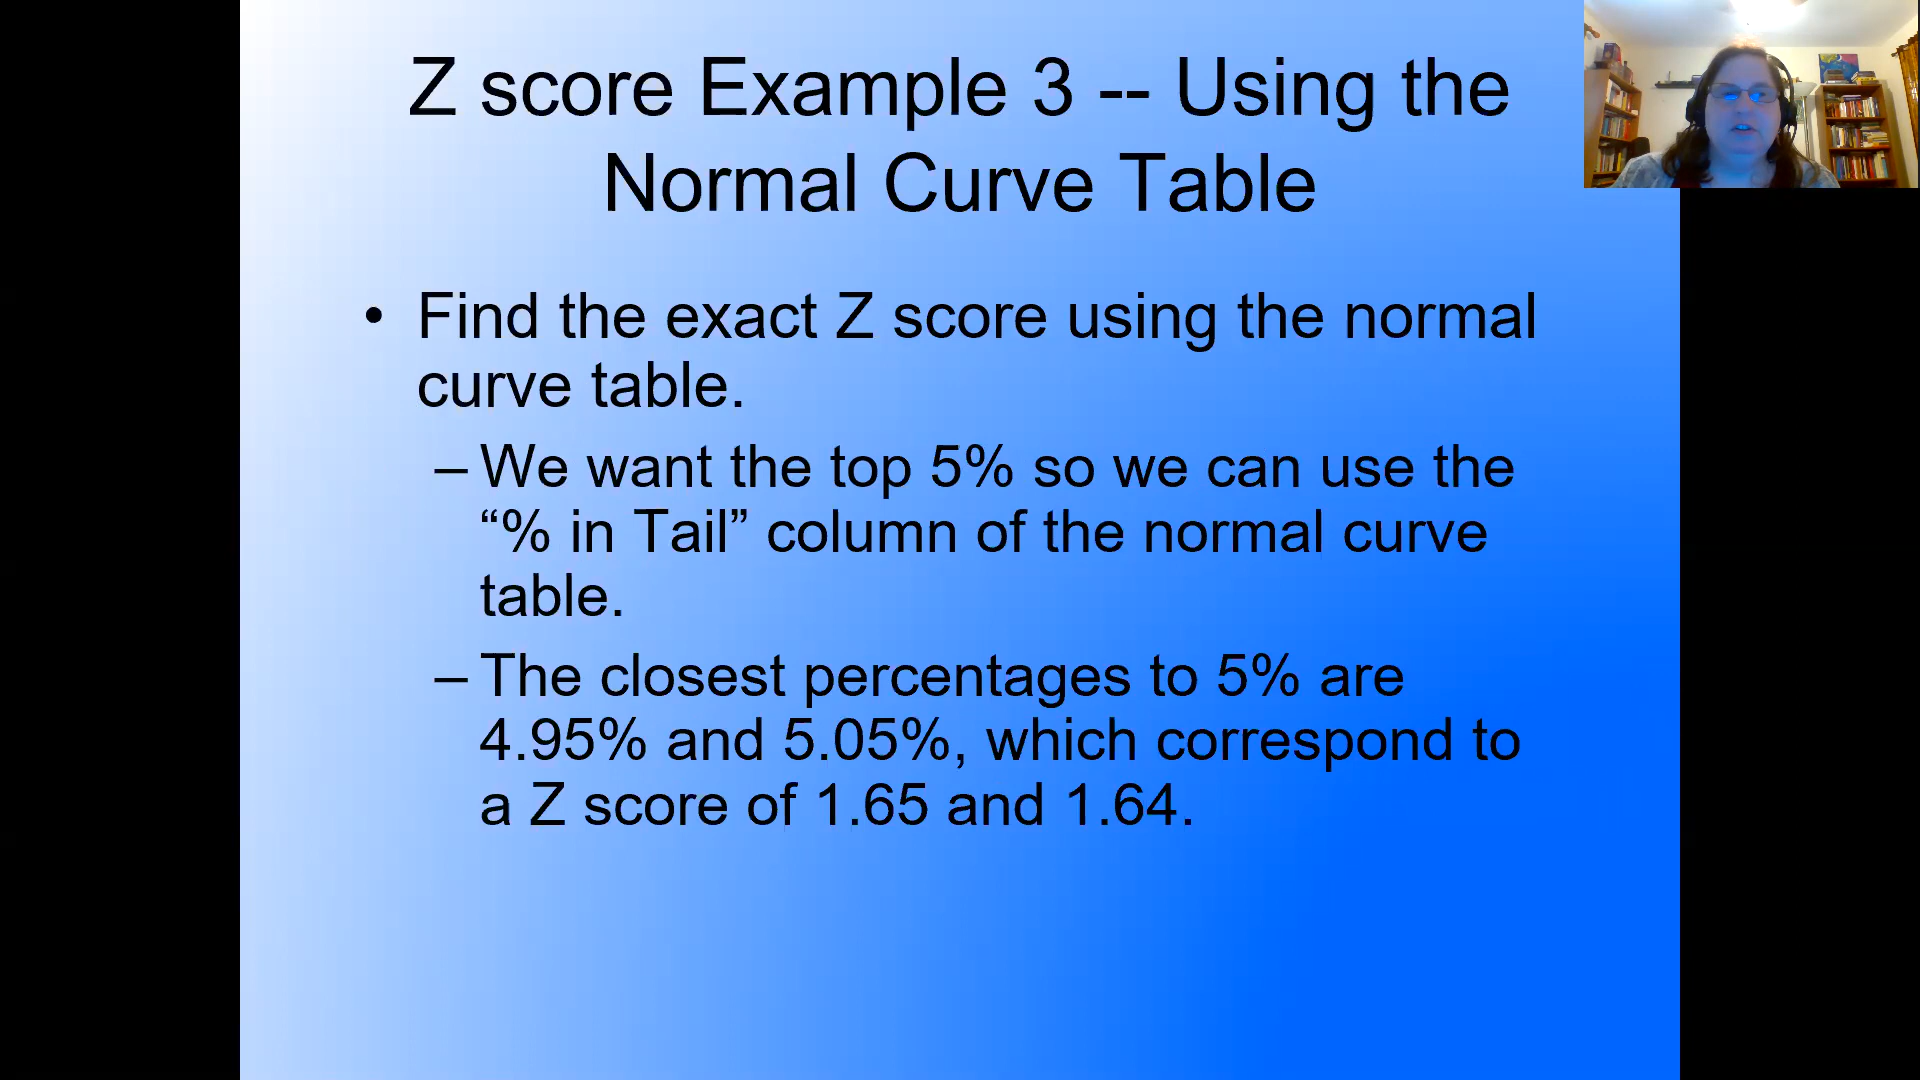 Z score Example 3 -- Using the
Normal Curve Table
• Find the exact Z score using the normal
curve table.
– We want the top 5% so we can use the
“% in Tail” column of the normal curve
table.
– The closest percentages to 5% are
4.95% and 5.05%, which correspond to
a Z score of 1.65 and 1.64.